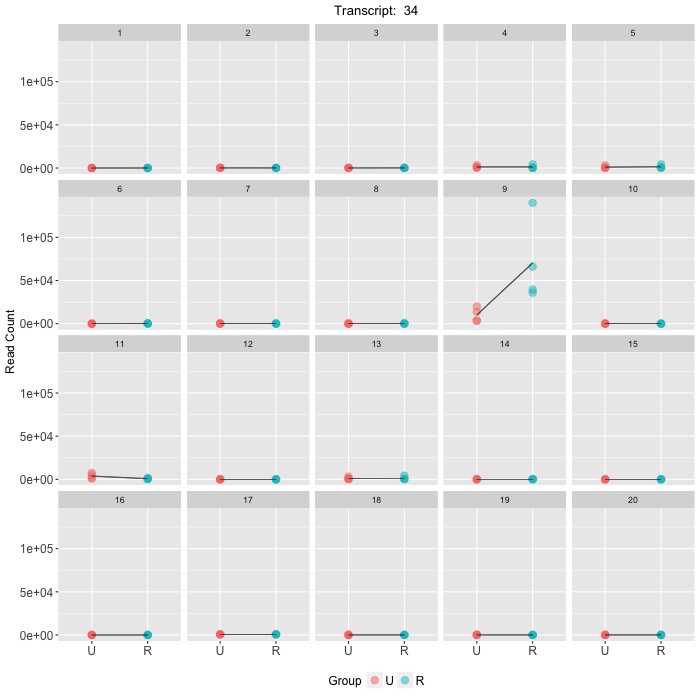 Transcript: 34
1 2 3 4 5
1e+05
5e+04
0e+00
6 7 8 9 10
1e+05
5e+04
0e+00
Read Count
11 12 13 14 15
1e+05
5e+04
0e+00
16 17 18 19 20
1e+05
5e+04
0e+00
U R U R U R U R U R
Group U R